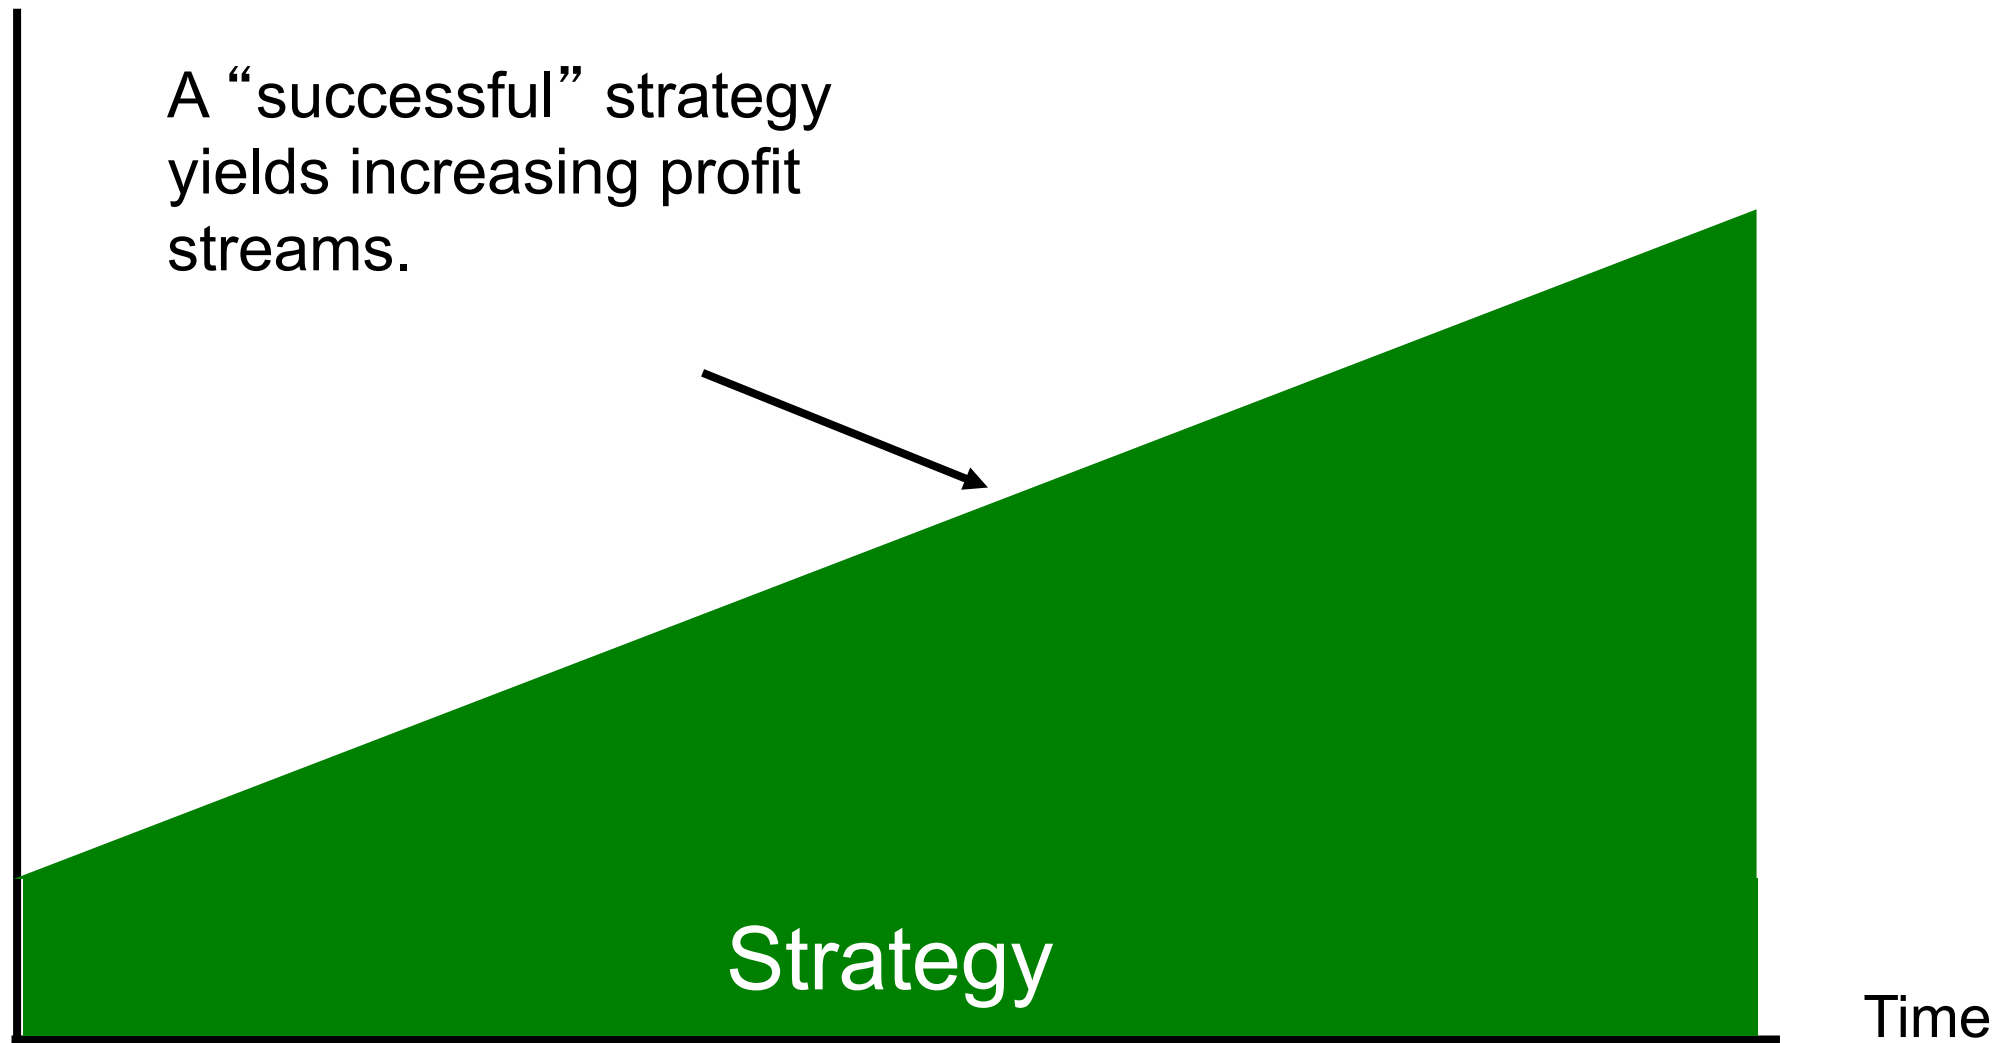 A “successful” strategy
yields increasing profit
streams.
Strategy
Time